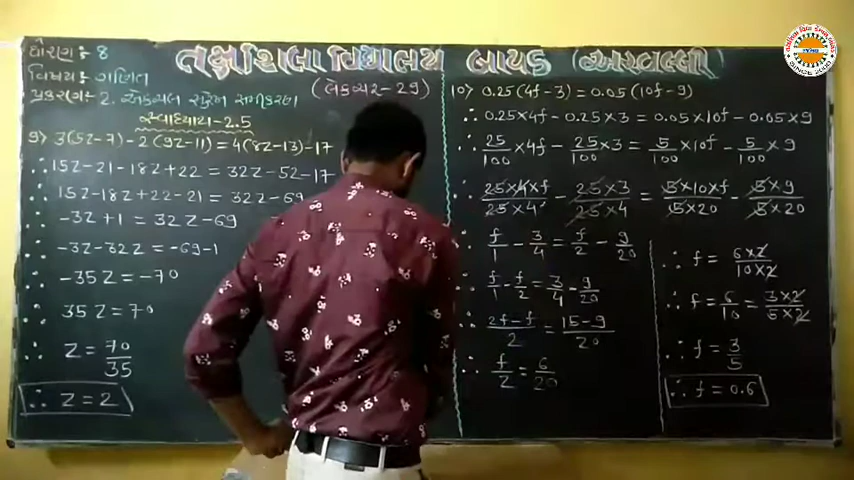 ધોરણ :- 8
તક્ષશિલા વિદ્યાલય બાયડ (અરવલ્લી)
વિષય :- ગણિત
(લેક્ચર-29)
પ્રકરણ :- 2. એકચલ સુરેખ સમીકરણ
સ્વાધ્યાય-2.5
9> 3(5z-7)-2(9z-11)=4(8z-13)-17
∴ 15z-21-18z+22=32z-52-17
∴ 15z-18z+22-21=32z-69
∴ -3z+1=32z-69
∴ -3z-32z=-69-1
∴ -35z=-70
∴ 35z=70
∴ z=70/35
∴ z=2
10> 0.25(4f-3)=0.05(10f-9)
∴ 0.25×4f-0.25×3=0.05×10f-0.05×9
∴ 25/100×4f-25/100×3=5/100×10f-5/100×9
∴ 25×4×f/25×4-25×3/25×4=5×10×f/5×20-5×9/5×20
∴ f/1-3/4=f/2-9/20
∴ f/1-f/2=3/4-9/20
∴ 2f-f/2=15-9/20
∴ f/2=6/20
∴ f=6×2/10×2
∴ f=6/10=3×2/5×2
∴ f=3/5
∴ f=0.6